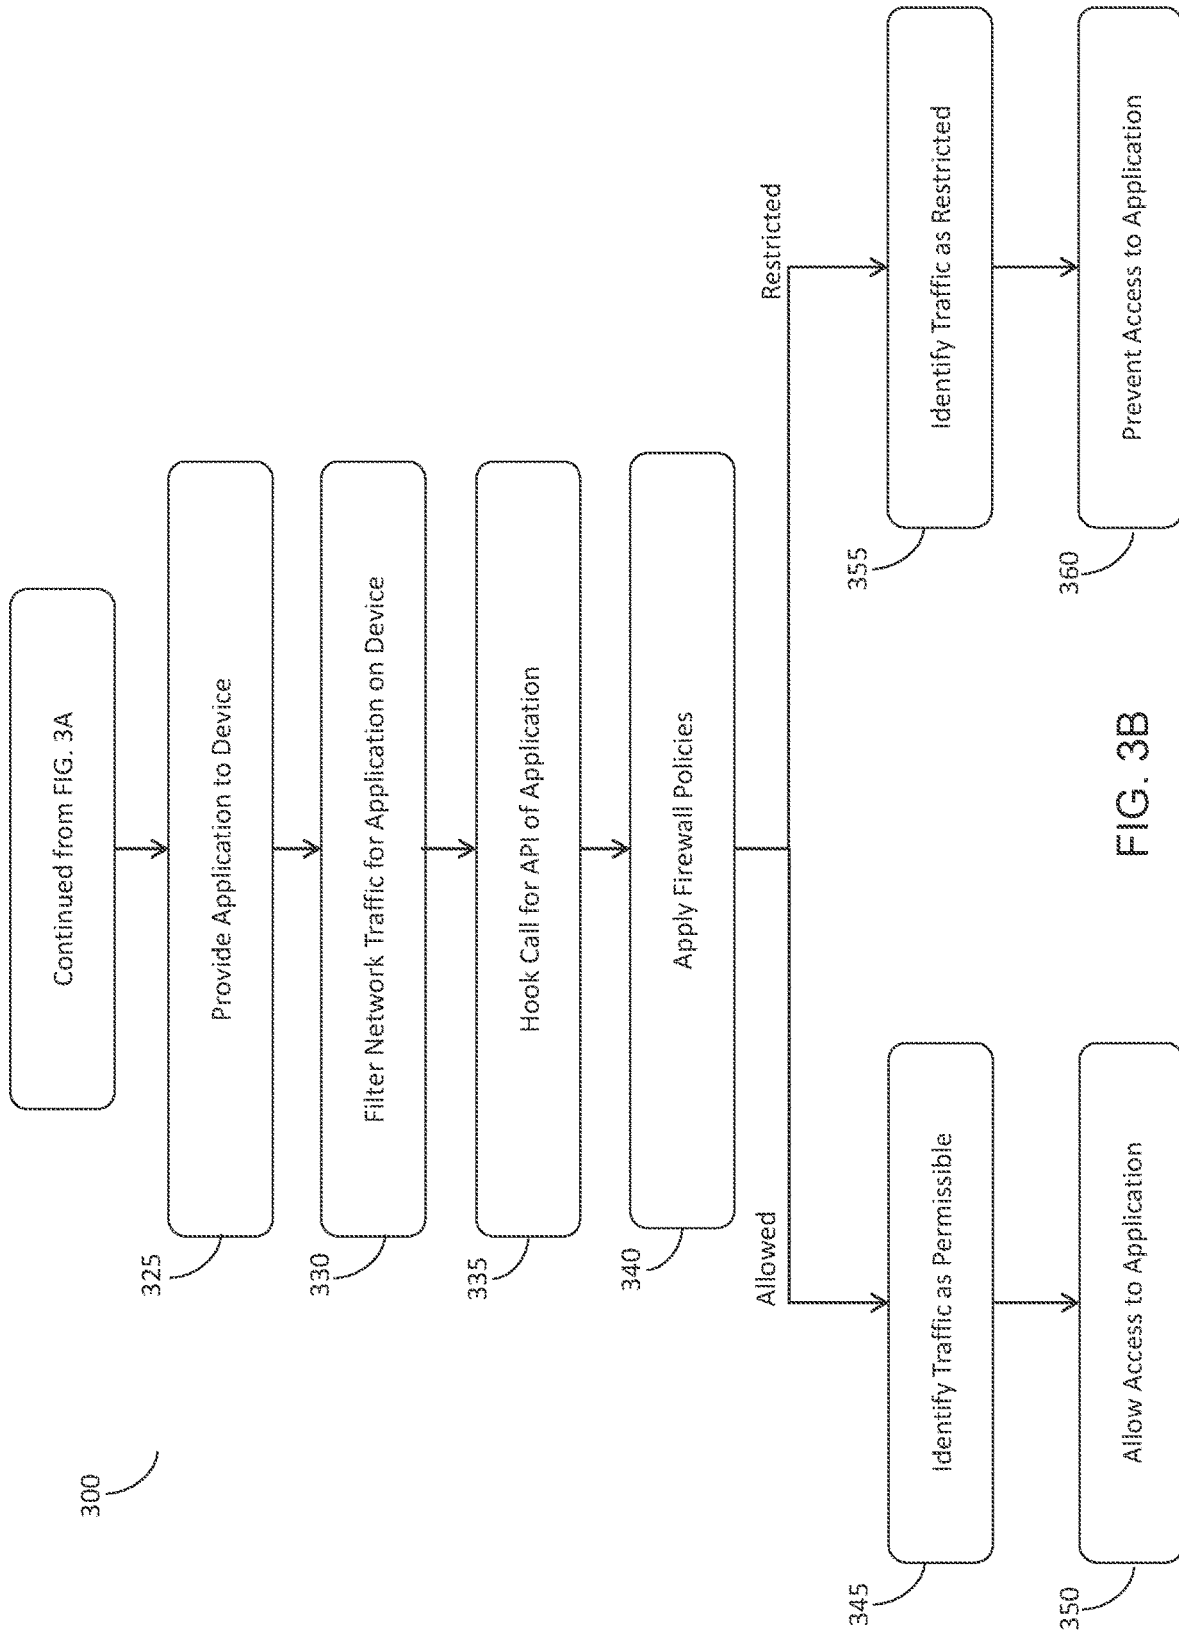 300
Continued from FIG. 3A
325
Provide Application to Device
330
Filter Network Traffic for Application on Device
335
Hook Call for API of Application
340
Apply Firewall Policies
Allowed
Restricted
345
Identify Traffic as Permissible
355
Identify Traffic as Restricted
350
Allow Access to Application
360
Prevent Access to Application
FIG. 3B